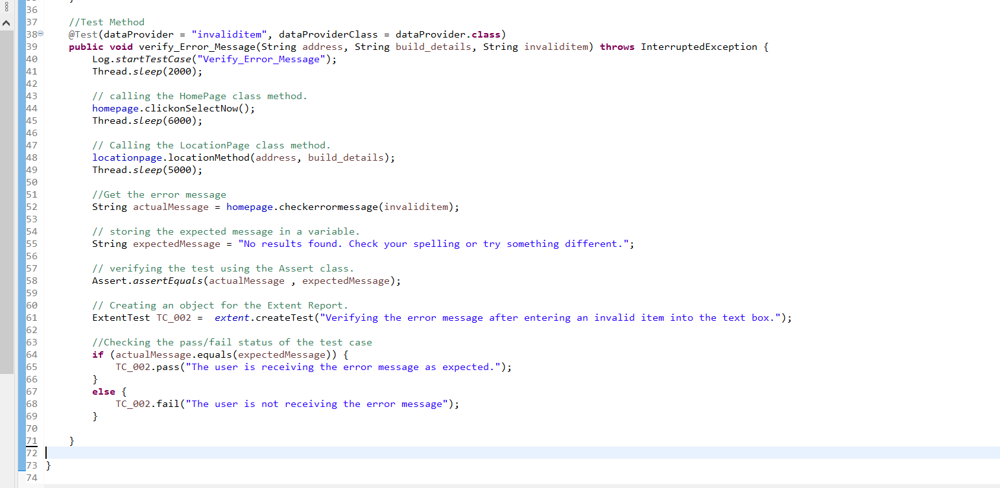 36 }
37 //Test Method
38 @Test(dataProvider = "invaliditem", dataProviderClass = dataProvider.class)
39 public void verify_Error_Message(String address, String build_details, String invaliditem) throws InterruptedException {
40 Log.startTestCase("Verify_Error_Message");
41 Thread.sleep(2000);
42
43 // calling the HomePage class method.
44 homepage.clickonSelectNow();
45 Thread.sleep(6000);
46
47 // Calling the LocationPage class method.
48 locationpage.locationMethod(address, build_details);
49 Thread.sleep(5000);
50
51 //Get the error message
52 String actualMessage = homepage.checkerrormessage(invaliditem);
53
54 // storing the expected message in a variable.
55 String expectedMessage = "No results found. Check your spelling or try something different.";
56
57 // verifying the test using the Assert class.
58 Assert.assertEquals(actualMessage , expectedMessage);
59
60 // Creating an object for the Extent Report.
61 ExtentTest TC_002 =  extent.createTest("Verifying the error message after entering an invalid item into the text box.");
62
63 //Checking the pass/fail status of the test case
64 if (actualMessage.equals(expectedMessage)) {
65 TC_002.pass("The user is receiving the error message as expected.");
66 }
67 else {
68 TC_002.fail("The user is not receiving the error message");
69 }
70
71 }
72
73 }
74